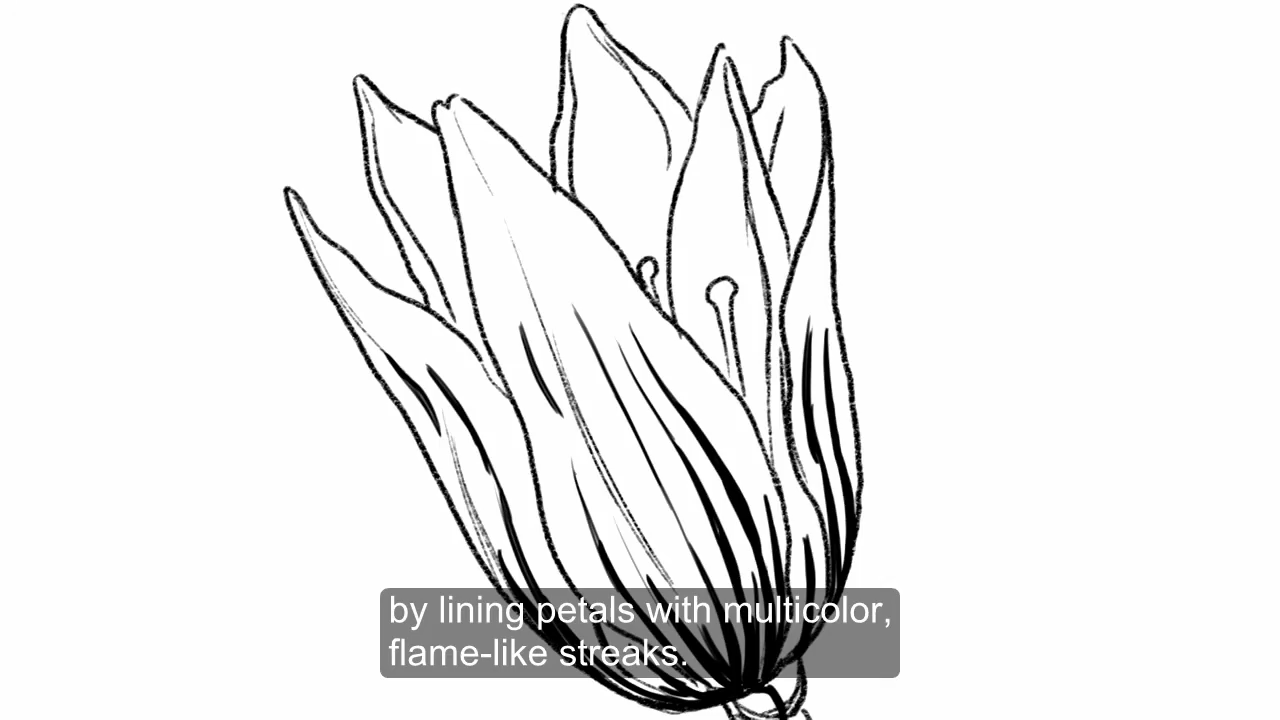 by lining petals with multicolor,
flame-like streaks.